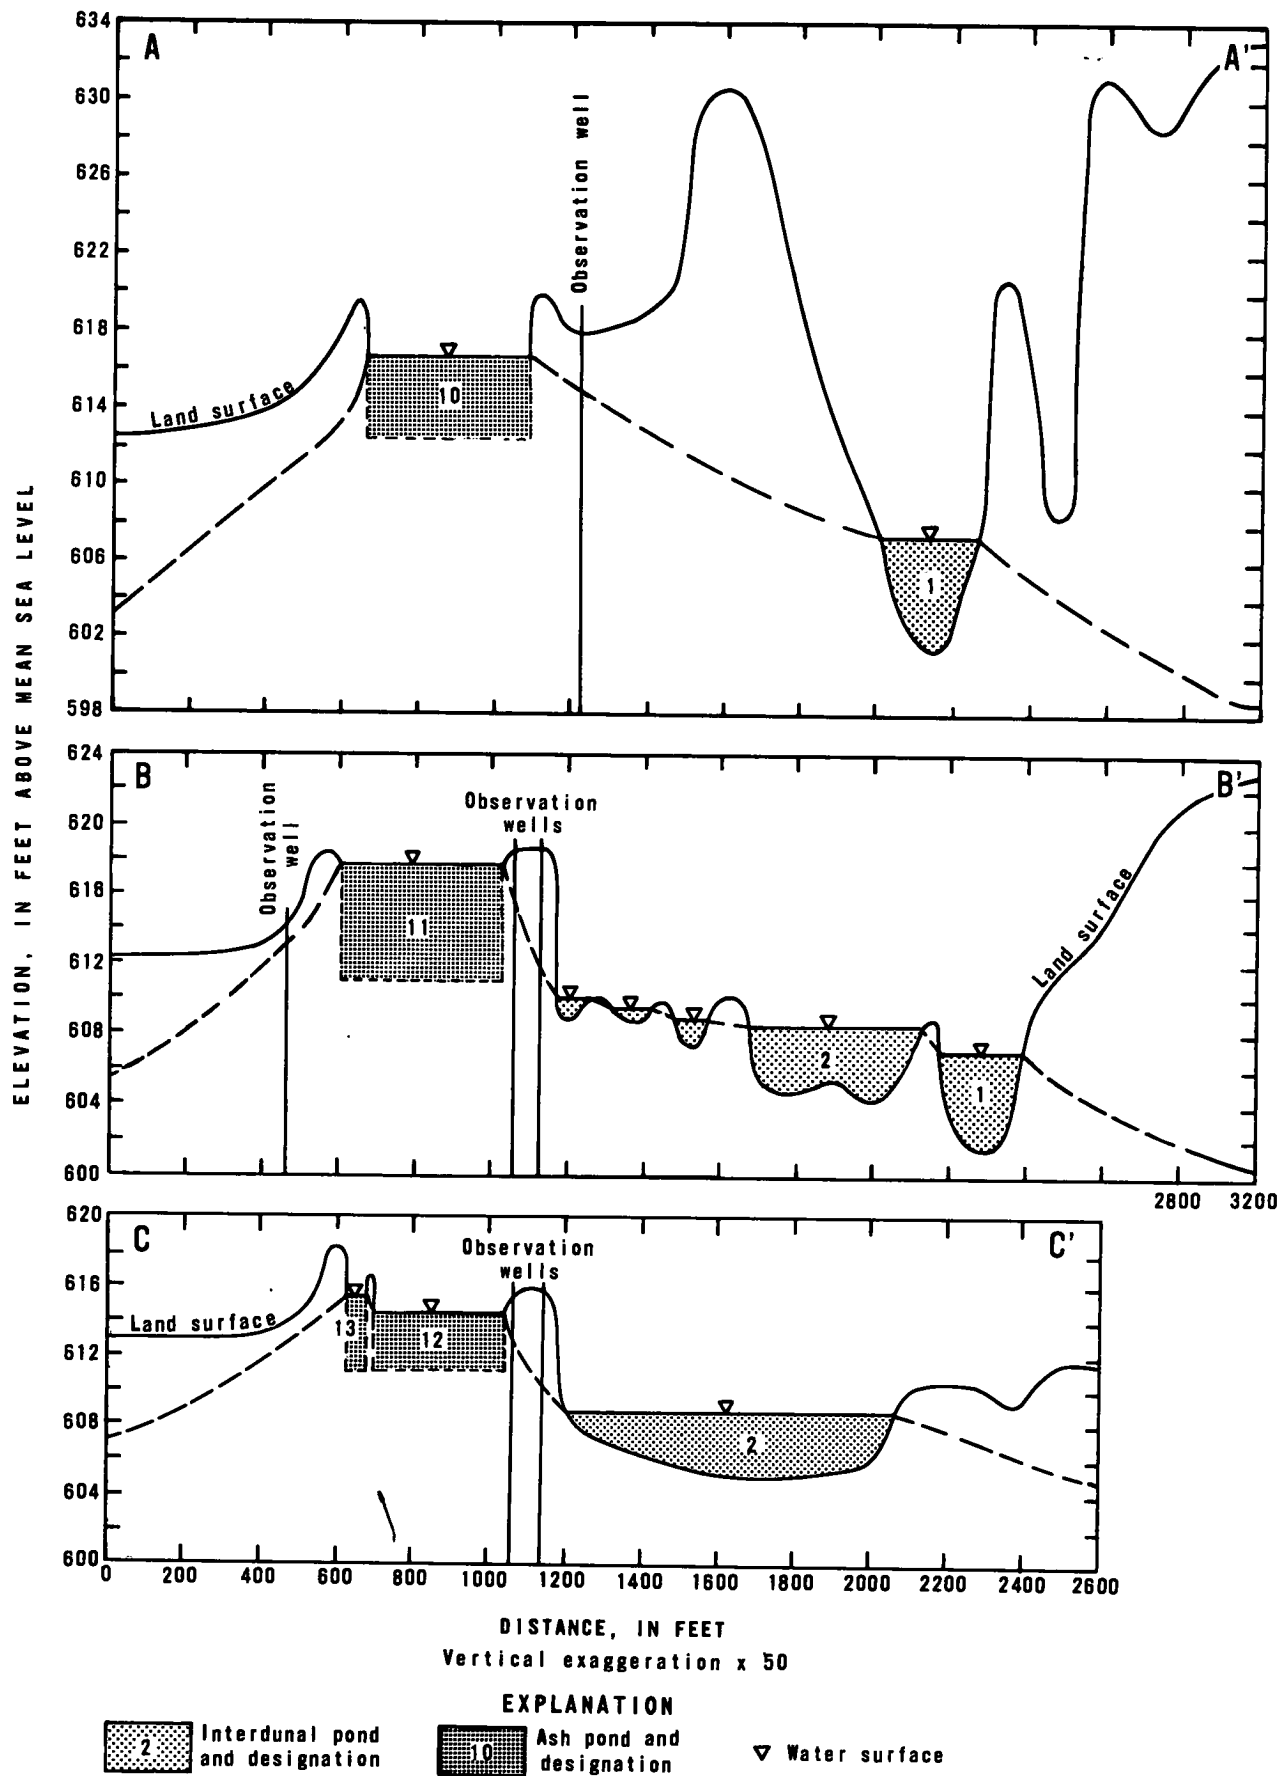 ELEVATION, IN FEET ABOVE MEAN SEA LEVEL
634
630
626
622
618
614
610
606
602
598
A
A'
Observation well
Land surface
10
1
624
620
618
612
608
604
600
B
B'
Observation
well
Observation
wells
11
2
1
Land surface
2800
3200
620
616
612
608
604
600
C
C'
Observation
wells
Land surface
13
12
2
0
200
400
600
800
1000
1200
1400
1600
1800
2000
2200
2400
2600
DISTANCE, IN FEET
Vertical exaggeration x 50
EXPLANATION
2
Interdunal pond
and designation
10
Ash pond and
designation
Water surface